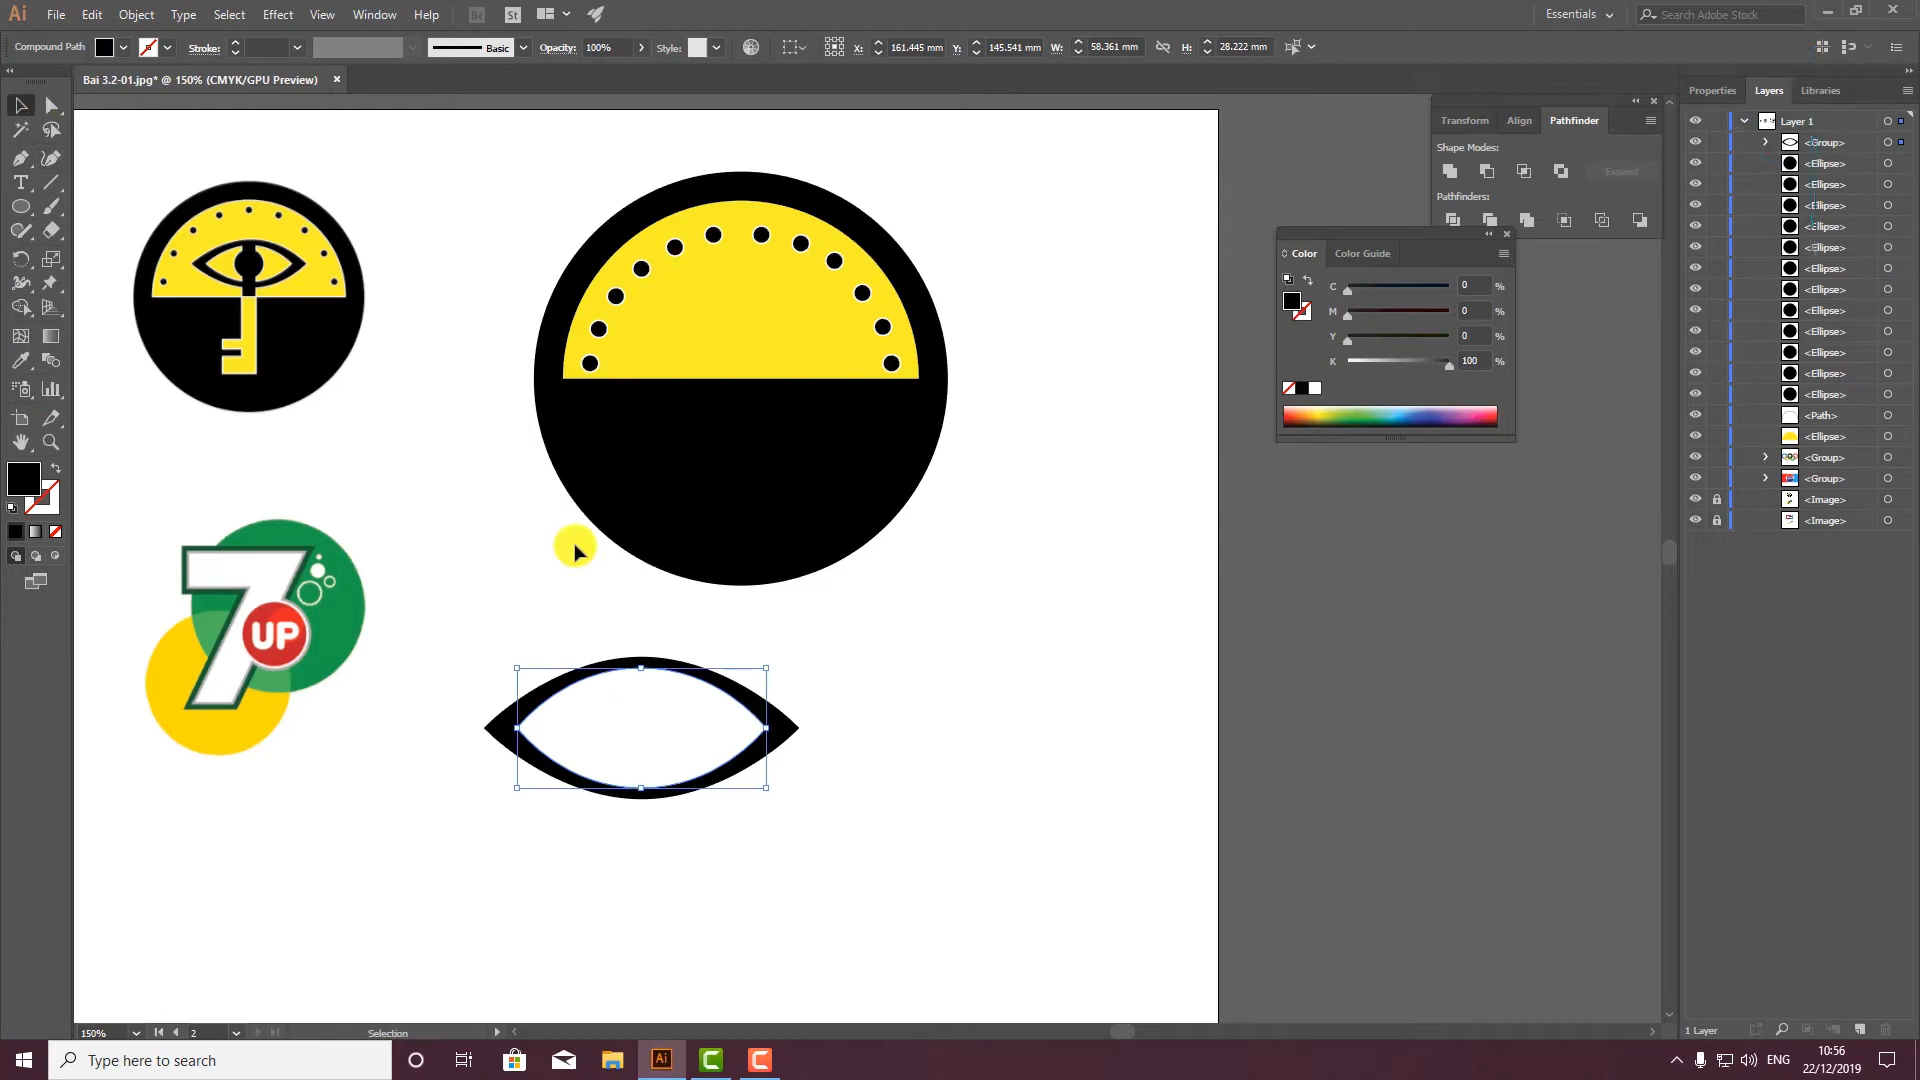 Ai File Edit Object Type Select Effect View Window Help Br St Essentials Search Adobe Stock
Compound Path Stroke: Basic Opacity: 100% Style: X: 161.445 mm Y: 145.541 mm W: 58.361 mm H: 28.222 mm
Bai 3.2-01.jpg* @ 150% (CMYK/GPU Preview)
Properties Layers Libraries
Transform Align Pathfinder
Layer 1
Shape Modes:
<Group>
<Ellipse>
Expand
<Ellipse>
Pathfinders:
<Ellipse>
<Ellipse>
<Ellipse>
Color Color Guide
<Ellipse>
C 0 %
<Ellipse>
M 0 %
<Ellipse>
Y 0 %
<Ellipse>
<Ellipse>
K 100 %
<Ellipse>
<Ellipse>
<Path>
<Ellipse>
<Group>
<Group>
<Image>
<Image>
7
UP
150% 2 Selection
1 Layer
Type here to search
Ai
ENG
10:56
22/12/2019